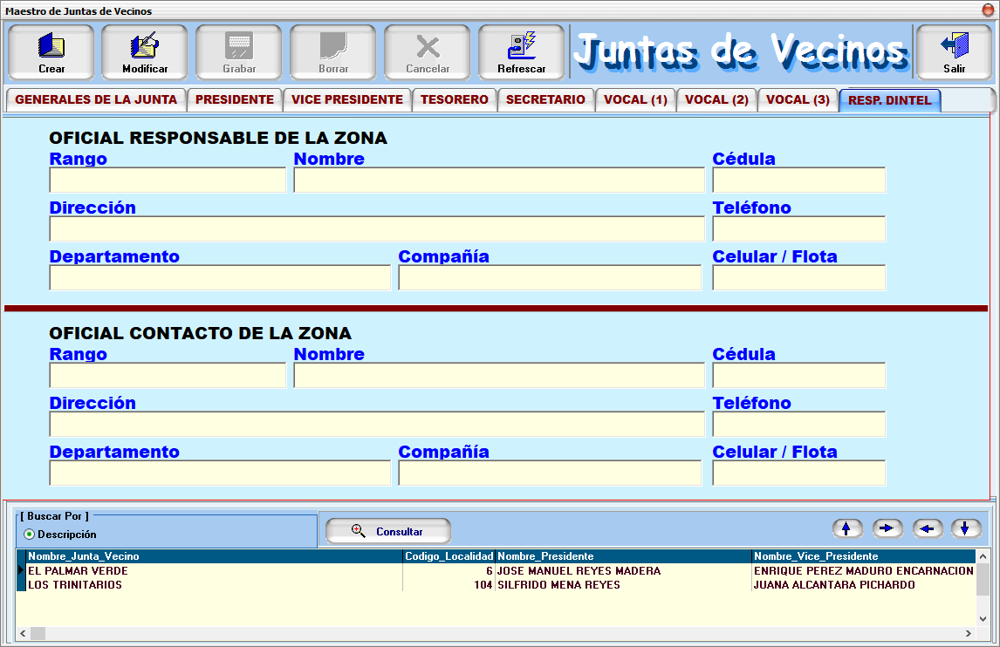 Maestro de Juntas de Vecinos
Crear Modificar Grabar Borrar Cancelar Refrescar Juntas de Vecinos Salir
GENERALES DE LA JUNTA PRESIDENTE VICE PRESIDENTE TESORERO SECRETARIO VOCAL (1) VOCAL (2) VOCAL (3) RESP. DINTEL
OFICIAL RESPONSABLE DE LA ZONA
Rango Nombre Cédula
Dirección Teléfono
Departamento Compañía Celular / Flota
OFICIAL CONTACTO DE LA ZONA
Rango Nombre Cédula
Dirección Teléfono
Departamento Compañía Celular / Flota
[ Buscar Por ]
Descripción Consultar
Nombre_Junta_Vecino Codigo_Localidad Nombre_Presidente Nombre_Vice_Presidente
EL PALMAR VERDE 6 JOSE MANUEL REYES MADERA ENRIQUE PEREZ MADURO ENCARNACION
LOS TRINITARIOS 104 SILFRIDO MENA REYES JUANA ALCANTARA PICHARDO